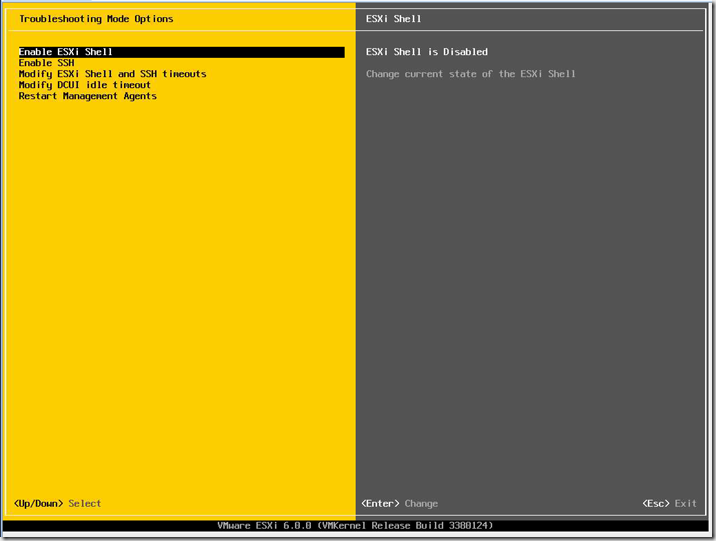 Troubleshooting Mode Options
ESXi Shell
Enable ESXi Shell
Enable SSH
Modify ESXi Shell and SSH timeouts
Modify DCUI idle timeout
Restart Management Agents
ESXi Shell is Disabled
Change current state of the ESXi Shell
<Up/Down> Select
<Enter> Change
<Esc> Exit
VMware ESXi 6.0.0 (VMKernel Release Build 3380124)